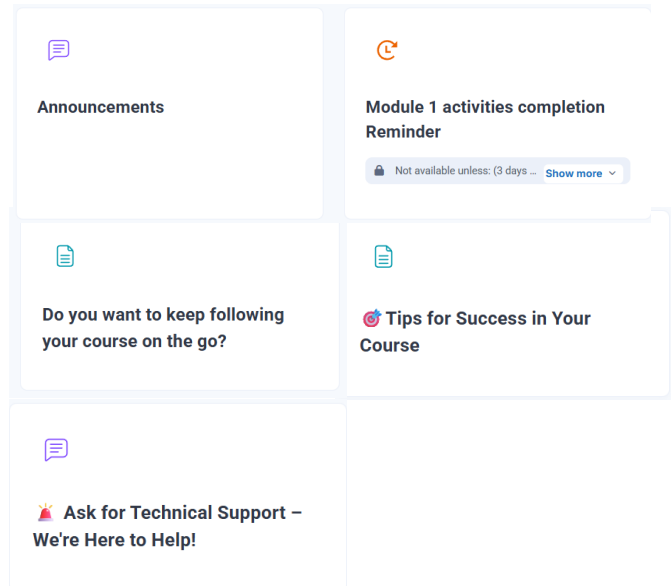 Announcements
Module 1 activities completion
Reminder
Not available unless: (3 days ...
Show more
Do you want to keep following
your course on the go?
🎯 Tips for Success in Your
Course
🚨 Ask for Technical Support –
We're Here to Help!